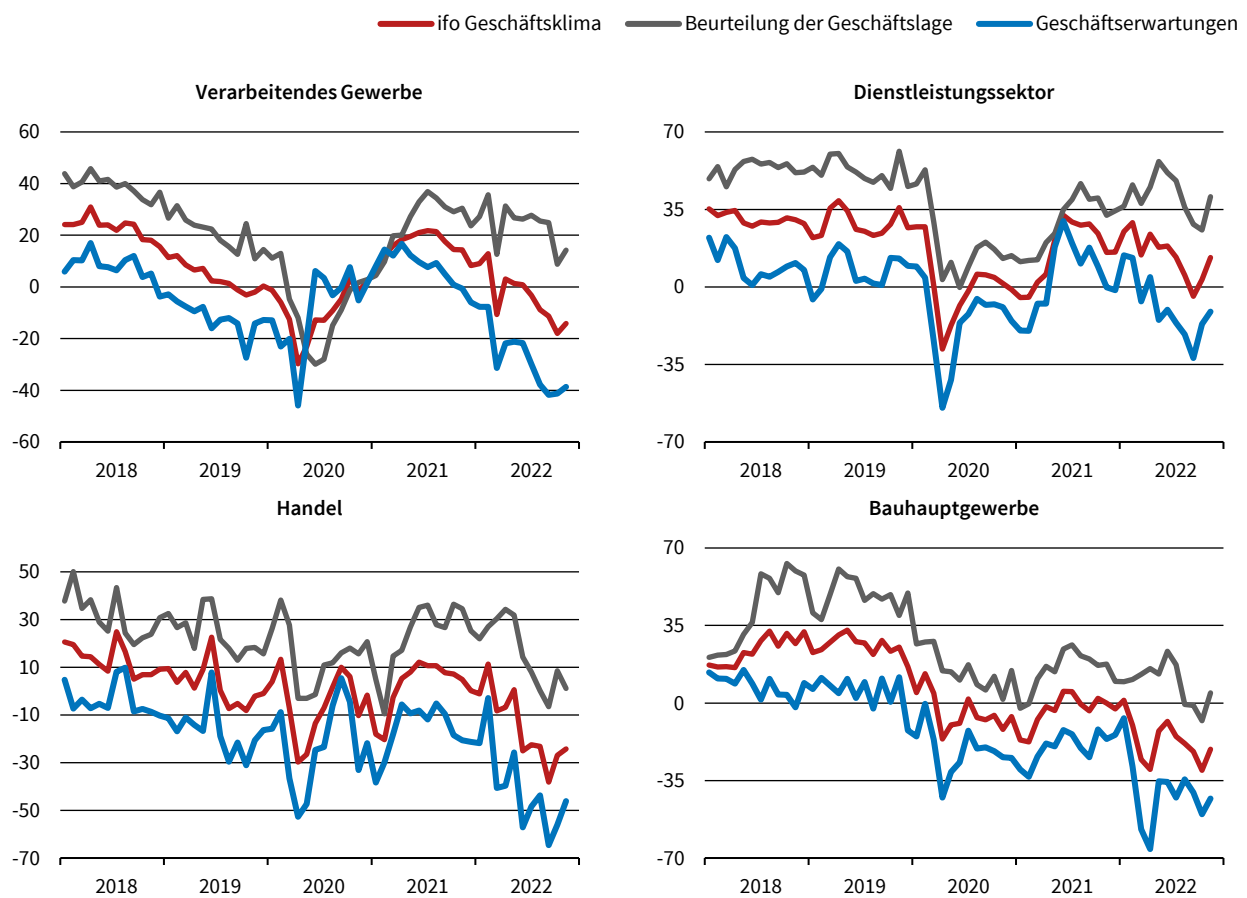 ifo Geschäftsklima Beurteilung der Geschäftslage Geschäftserwartungen
Verarbeitendes Gewerbe
60
40
20
0
-20
-40
-60
2018 2019 2020 2021 2022
Dienstleistungssektor
70
35
0
-35
-70
2018 2019 2020 2021 2022
Handel
50
30
10
-10
-30
-50
-70
2018 2019 2020 2021 2022
Bauhauptgewerbe
70
35
0
-35
-70
2018 2019 2020 2021 2022